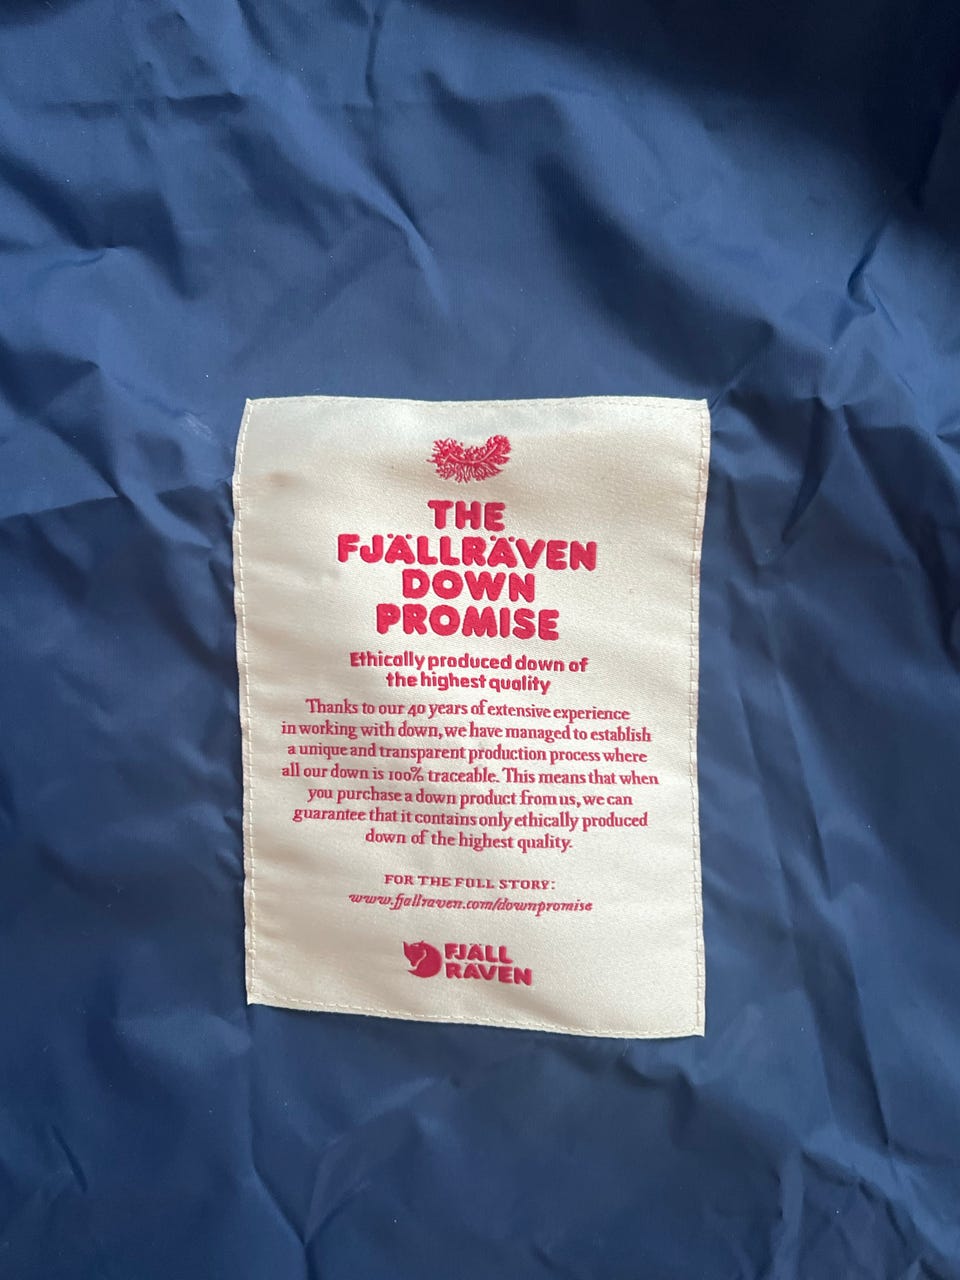 THE
FJÄLLRÄVEN
DOWN
PROMISE
Ethically produced down of
the highest quality
Thanks to our 40 years of extensive experience
in working with down, we have managed to establish
a unique and transparent production process where
all our down is 100% traceable. This means that when
you purchase a down product from us, we can
guarantee that it contains only ethically produced
down of the highest quality.
FOR THE FULL STORY:
www.fjallraven.com/downpromise
FJÄLL
RÄVEN